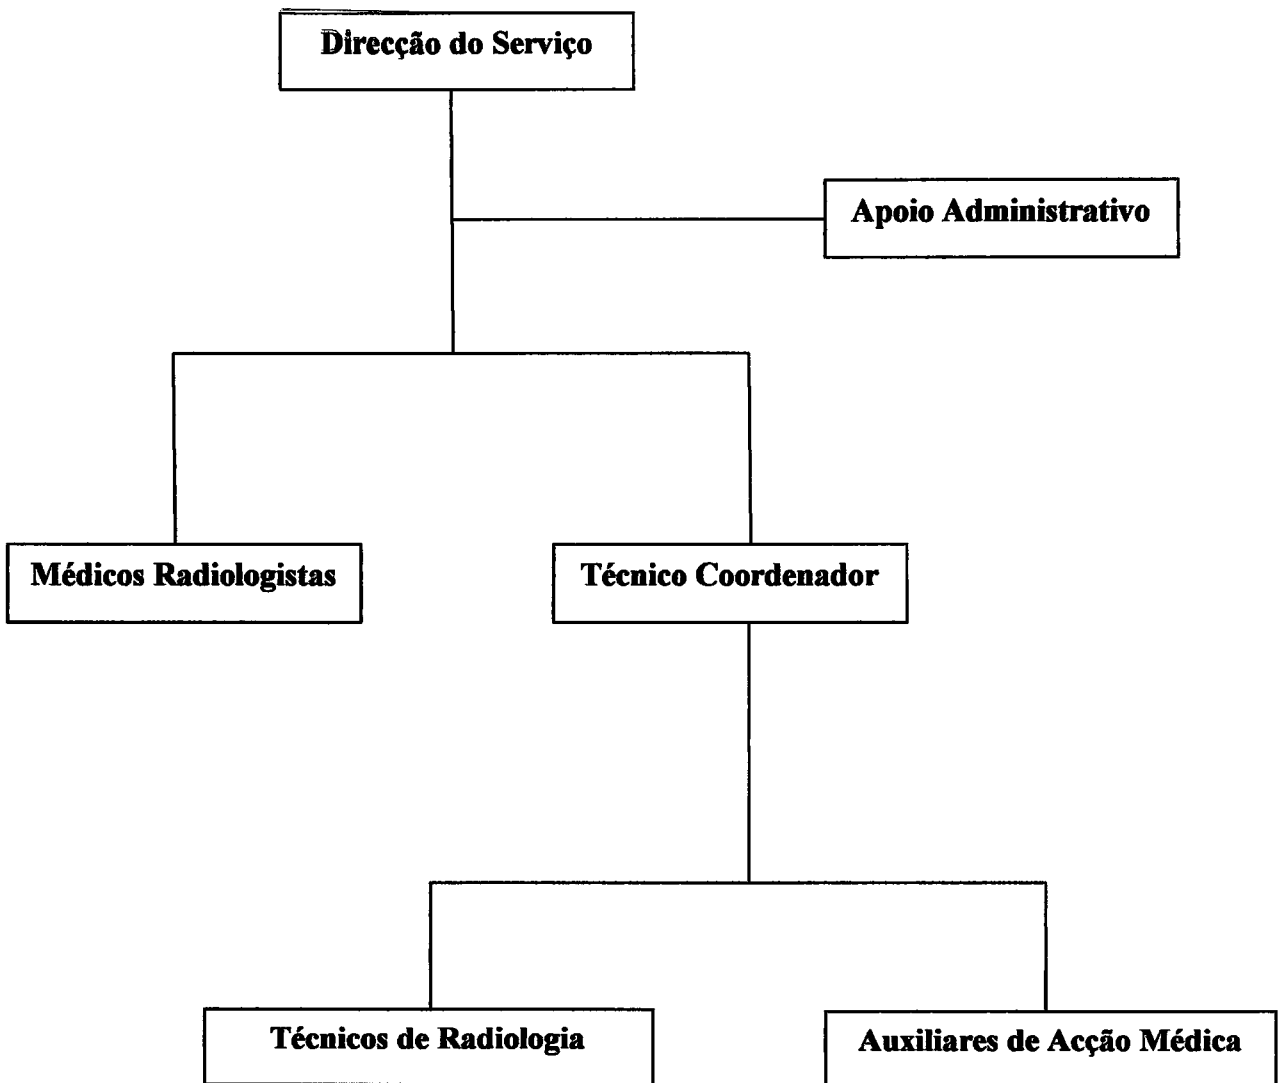 Direcção do Serviço
Apoio Administrativo
Médicos Radiologistas
Técnico Coordenador
Técnicos de Radiologia
Auxiliares de Acção Médica